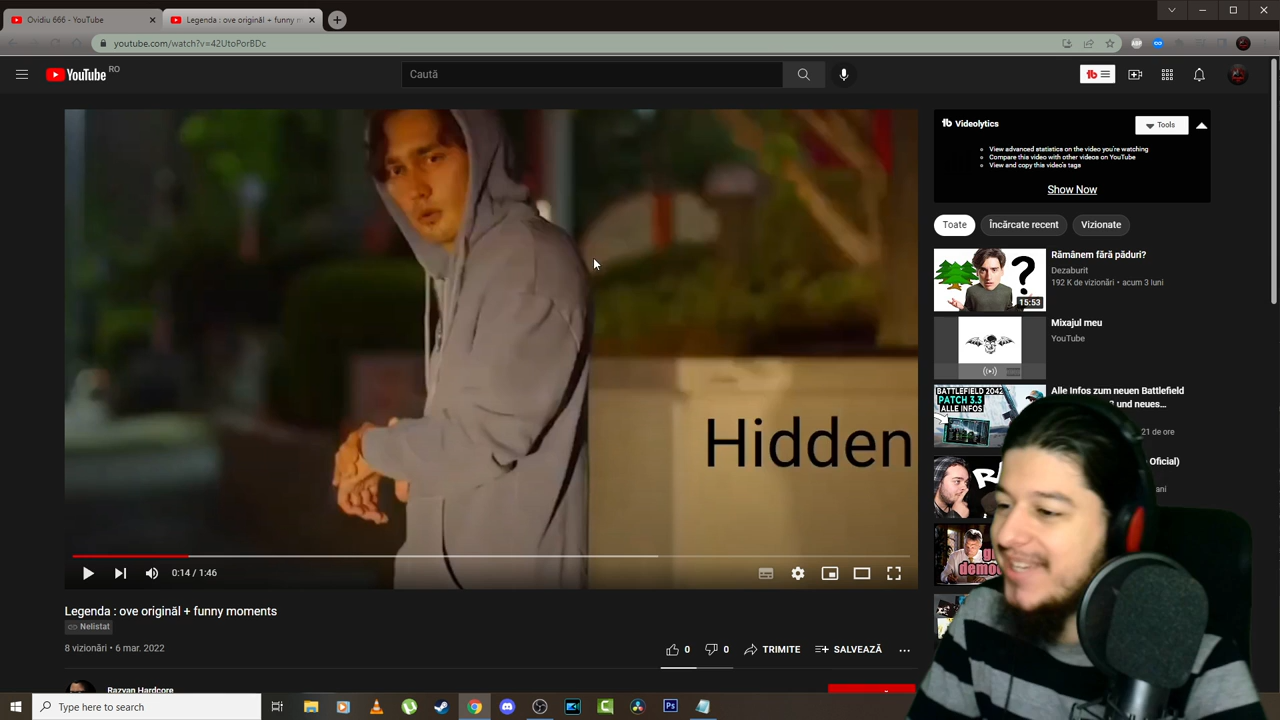 Ovidiu 666 - YouTube
Legenda : ove originăl + funny m
youtube.com/watch?v=42UtoPorBDc
YouTube RO
Caută
Hidden
0:14 / 1:46
Legenda : ove originăl + funny moments
Nelistat
8 vizionări • 6 mar. 2022
0
0
TRIMITE
SALVEAZĂ
Razvan Hardcore
Videolytics
Tools
View advanced statistics on the video you're watching
Compare this video with other videos on YouTube
View and copy this video's tags
Show Now
Toate
Încărcate recent
Vizionate
Rămânem fără păduri?
Dezaburit
192 K de vizionări • acum 3 luni
15:53
Mixajul meu
YouTube
BATTLEFIELD 2042
PATCH 3.3
ALLE INFOS
Alle Infos zum neuen Battlefield
3 und neues…
21 de ore
Oficial)
ani
Type here to search